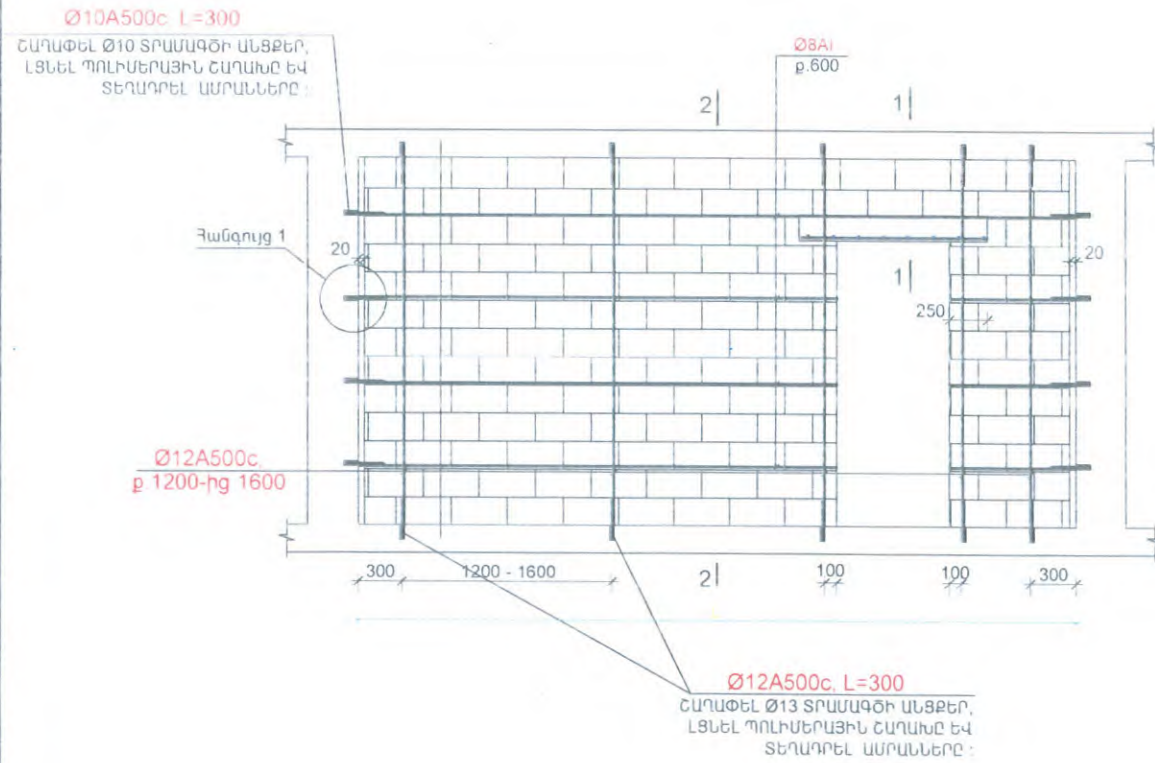 Ø10A500c, L=300
ՇԱՂԱՓԵԼ Ø10 ՏՐԱՄԱԳԾԻ ԱՆՑՔԵՐ,
ԼՑՆԵԼ ՊՈԼԻՄԵՐԱՅԻՆ ՇԱՂԱԽԸ ԵՎ
ՏԵՂԱԴՐԵԼ ԱՄՐԱՆՆԵՐԸ :
Ø8AI
ք.600
2
1
Հանգույց 1
20
20
1
250
Ø12A500c,
ք.1200-ից 1600
300
1200 - 1600
2
100
100
300
Ø12A500c, L=300
ՇԱՂԱՓԵԼ Ø13 ՏՐԱՄԱԳԾԻ ԱՆՑՔԵՐ,
ԼՑՆԵԼ ՊՈԼԻՄԵՐԱՅԻՆ ՇԱՂԱԽԸ ԵՎ
ՏԵՂԱԴՐԵԼ ԱՄՐԱՆՆԵՐԸ :